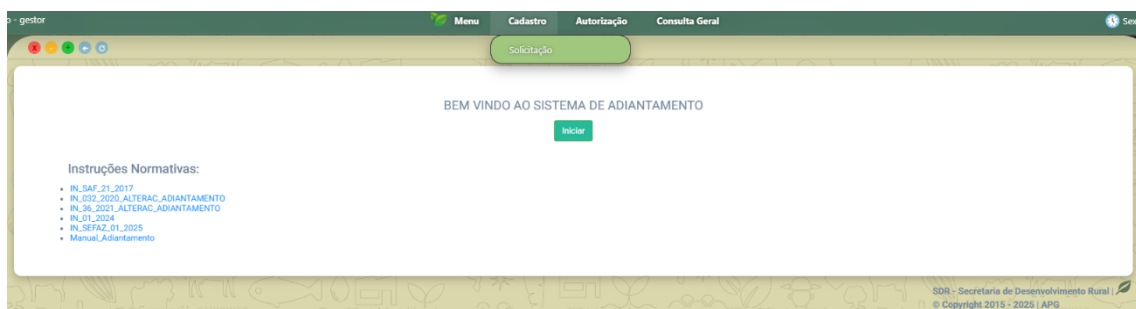 - gestor
Menu Cadastro Autorização Consulta Geral
Solicitação
BEM VINDO AO SISTEMA DE ADIANTAMENTO
Iniciar
Instruções Normativas:
IN_SAF_21_2017
IN_032_2020_ALTERAC_ADIANTAMENTO
IN_36_2021_ALTERAC_ADIANTAMENTO
IN_01_2024
IN_SEFAZ_01_2025
Manual_Adiantamento
SDR - Secretaria de Desenvolvimento Rural |
© Copyright 2015 - 2025 | APG